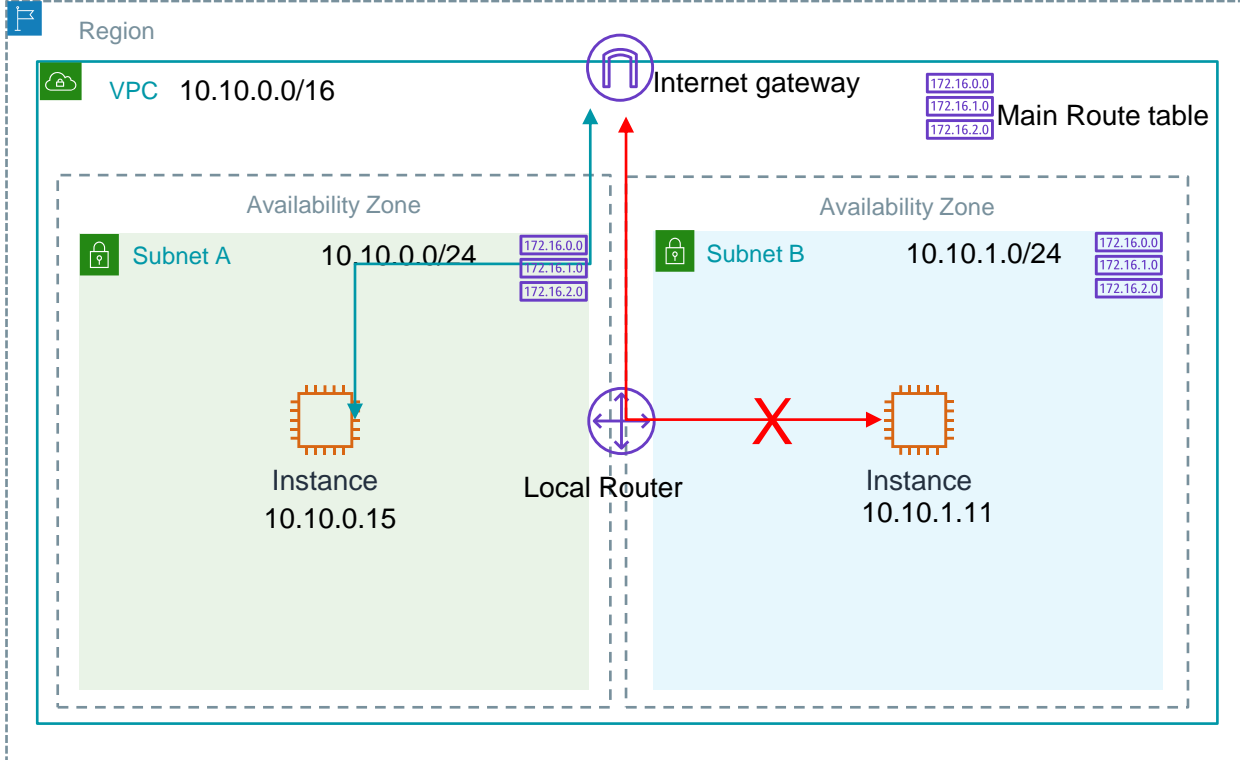 Region
VPC 10.10.0.0/16
Internet gateway
172.16.0.0
172.16.1.0
172.16.2.0
Main Route table
Availability Zone
Subnet A
10.10.0.0/24
172.16.0.0
172.16.1.0
172.16.2.0
Availability Zone
Subnet B
10.10.1.0/24
172.16.0.0
172.16.1.0
172.16.2.0
X
Instance
10.10.0.15
Local Router
Instance
10.10.1.11